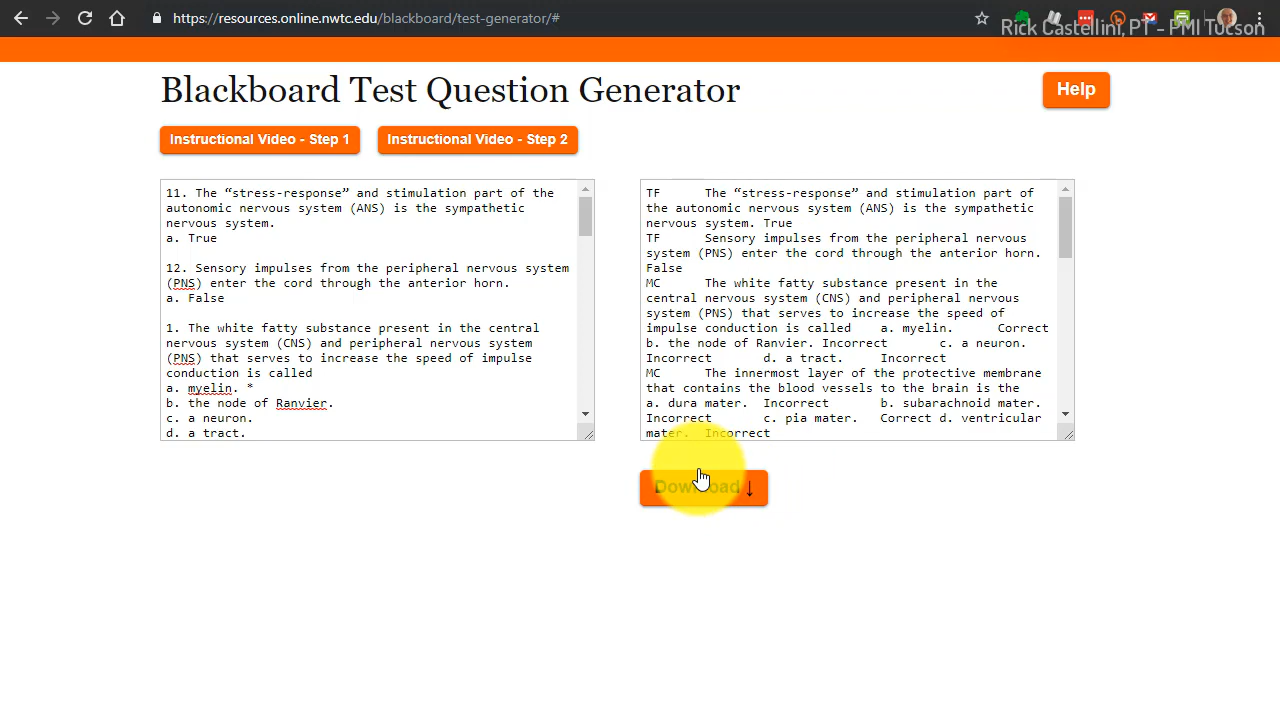 https://resources.online.nwtc.edu/blackboard/test-generator/#
Rick Castellini, PT - PMI Tucson
Blackboard Test Question Generator
Help
Instructional Video - Step 1
Instructional Video - Step 2
11. The “stress-response” and stimulation part of the
autonomic nervous system (ANS) is the sympathetic
nervous system.
a. True
12. Sensory impulses from the peripheral nervous system
(PNS) enter the cord through the anterior horn.
a. False
1. The white fatty substance present in the central
nervous system (CNS) and peripheral nervous system
(PNS) that serves to increase the speed of impulse
conduction is called
a. myelin. *
b. the node of Ranvier.
c. a neuron.
d. a tract.
TF The “stress-response” and stimulation part of
the autonomic nervous system (ANS) is the sympathetic
nervous system. True
TF Sensory impulses from the peripheral nervous
system (PNS) enter the cord through the anterior horn.
False
MC The white fatty substance present in the
central nervous system (CNS) and peripheral nervous
system (PNS) that serves to increase the speed of
impulse conduction is called a. myelin. Correct
b. the node of Ranvier. Incorrect c. a neuron.
Incorrect d. a tract. Incorrect
MC The innermost layer of the protective membrane
that contains the blood vessels to the brain is the
a. dura mater. Incorrect b. subarachnoid mater.
Incorrect c. pia mater. Correct d. ventricular
mater. Incorrect
Download ↓